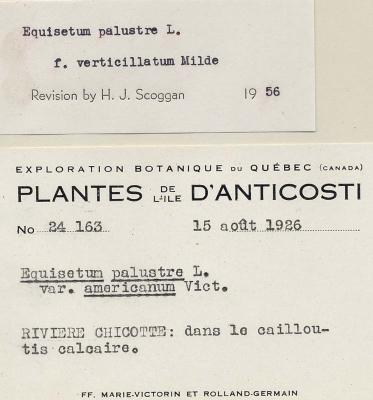 Equisetum palustre L.
f. verticillatum Milde
Revision by H. J. Scoggan 19 56
EXPLORATION BOTANIQUE DU QUÉBEC (CANADA)
PLANTES DE L'ILE D'ANTICOSTI
No 24 163 15 août 1926
Equisetum palustre L.
var. americanum Vict.
RIVIERE CHICOTTE: dans le caillou-
tis calcaire.
FF. MARIE-VICTORIN ET ROLLAND-GERMAIN